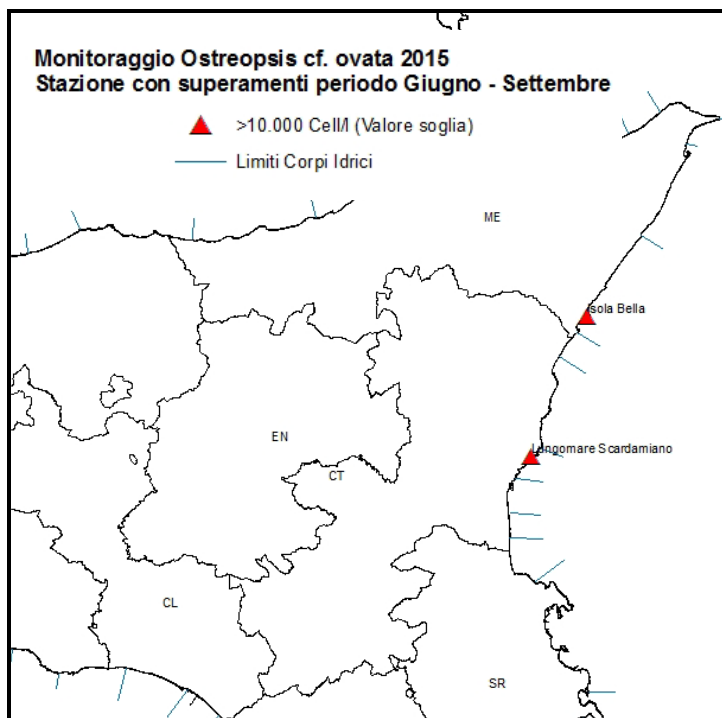 Monitoraggio Ostreopsis cf. ovata 2015
Stazione con superamenti periodo Giugno - Settembre
>10.000 Cell/l (Valore soglia)
Limiti Corpi Idrici
ME
Isola Bella
EN
Lungomare Scardamiano
CT
CL
SR